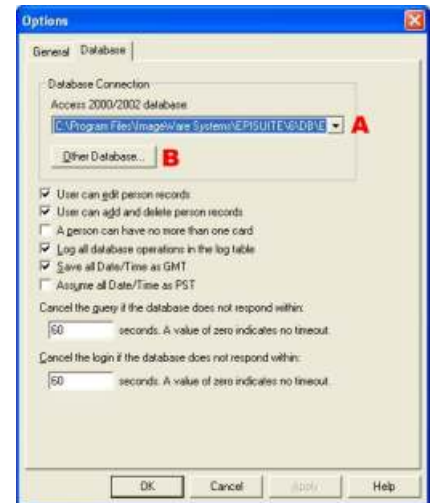 Options
General Database
Database Connection
Access 2000/2002 database
C:\Program Files\ImageWare Systems\EPISUITE\6\DB\E A
Other Database... B
User can edit person records
User can add and delete person records
A person can have no more than one card
Log all database operations in the log table
Save all Date/Time as GMT
Assume all Date/Time as PST
Cancel the query if the database does not respond within:
60 seconds. A value of zero indicates no timeout.
Cancel the login if the database does not respond within:
60 seconds. A value of zero indicates no timeout.
OK Cancel Apply Help